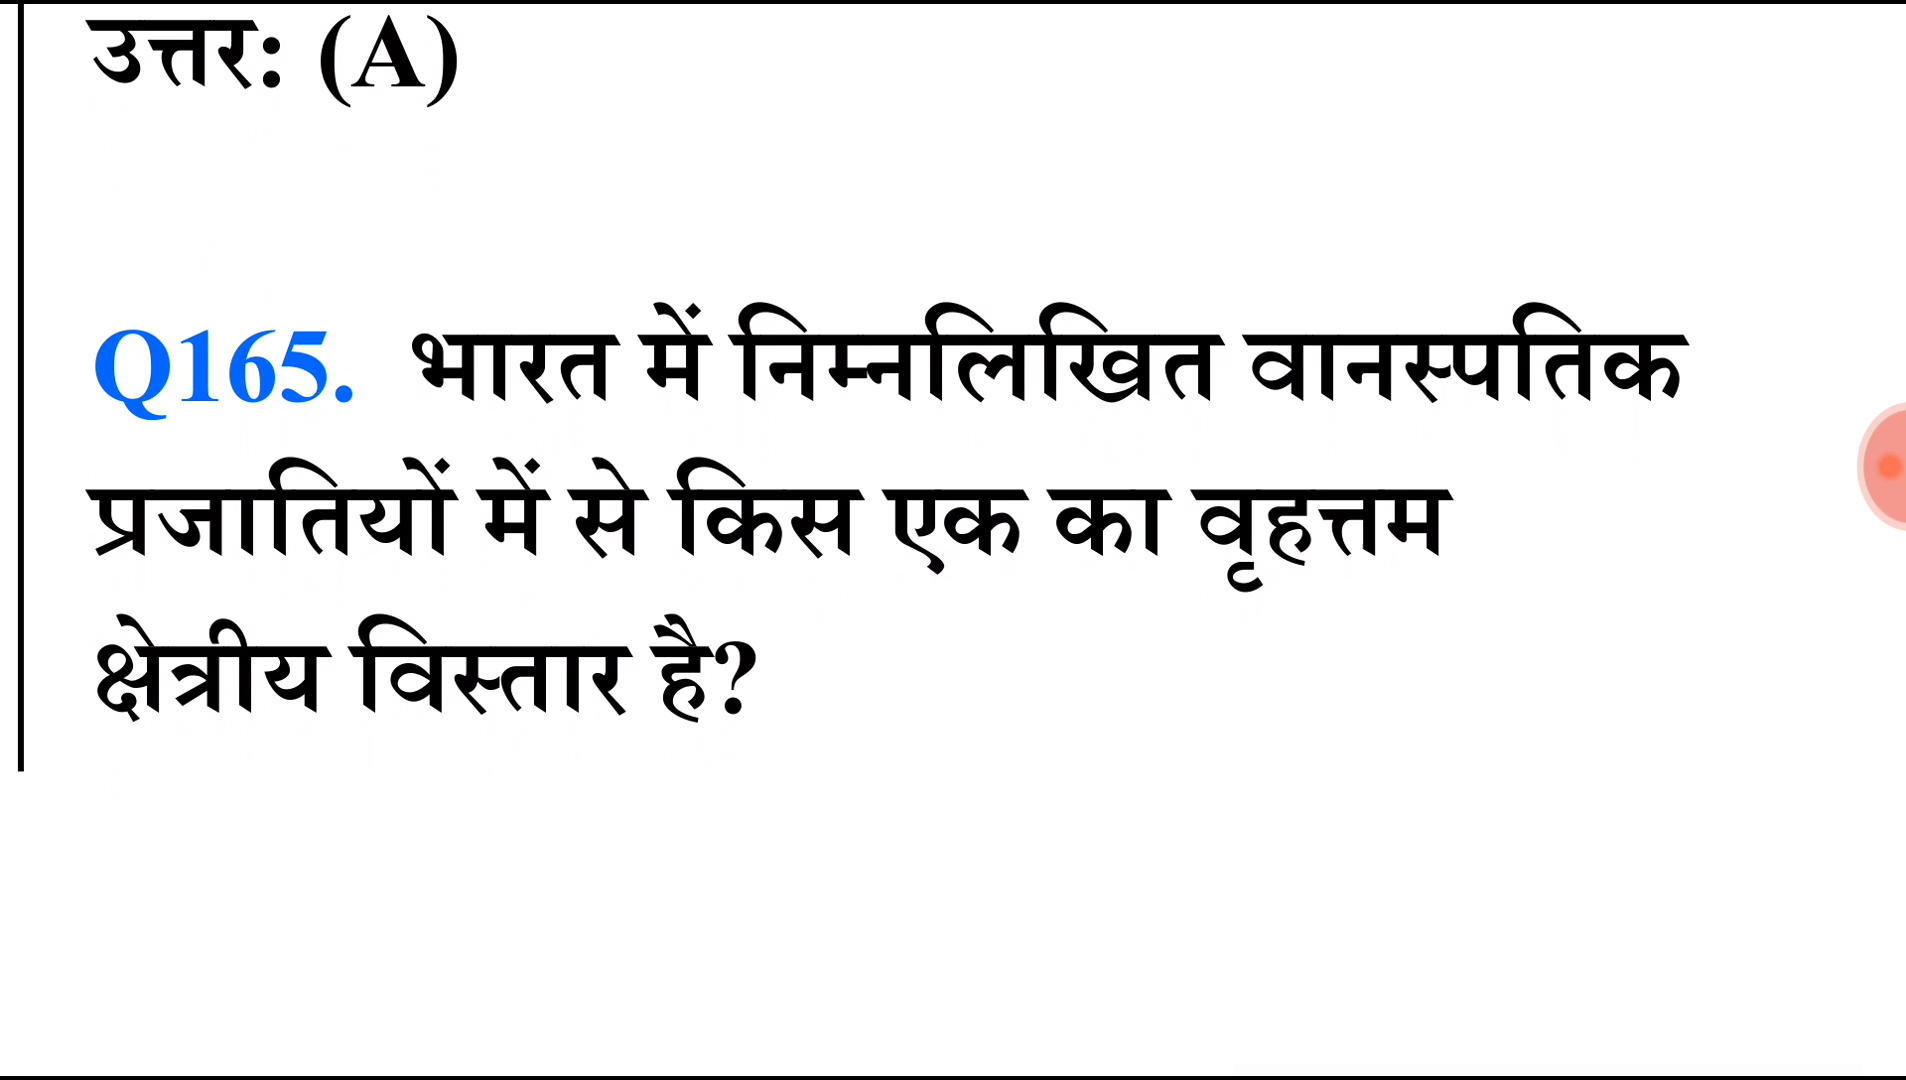 उत्तर: (A)
Q165. भारत में निम्नलिखित वानस्पतिक
प्रजातियों में से किस एक का वृहत्तम
क्षेत्रीय विस्तार है?